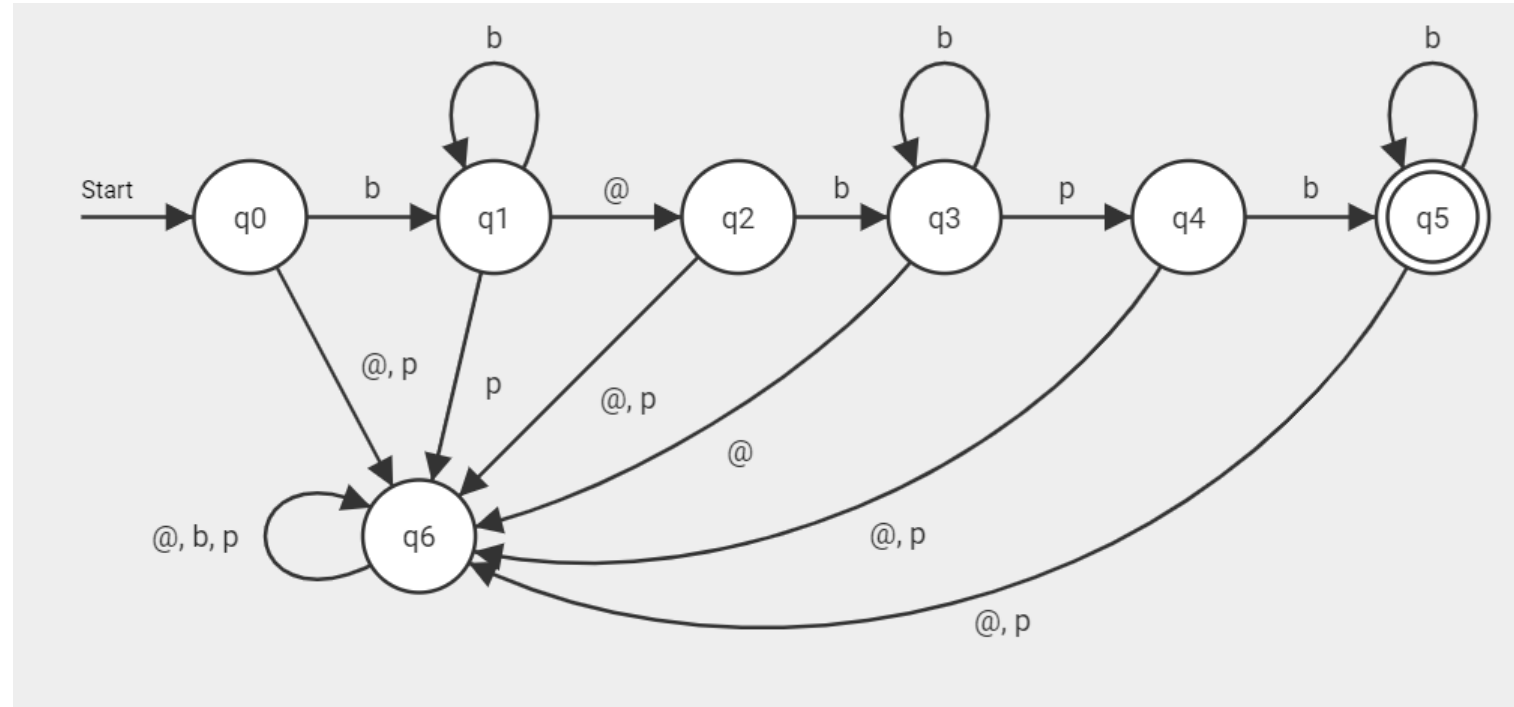 b b b
Start q0 b q1 @ q2 b q3 p q4 b q5
@, p p @, p
@
@, b, p q6 @, p
@, p